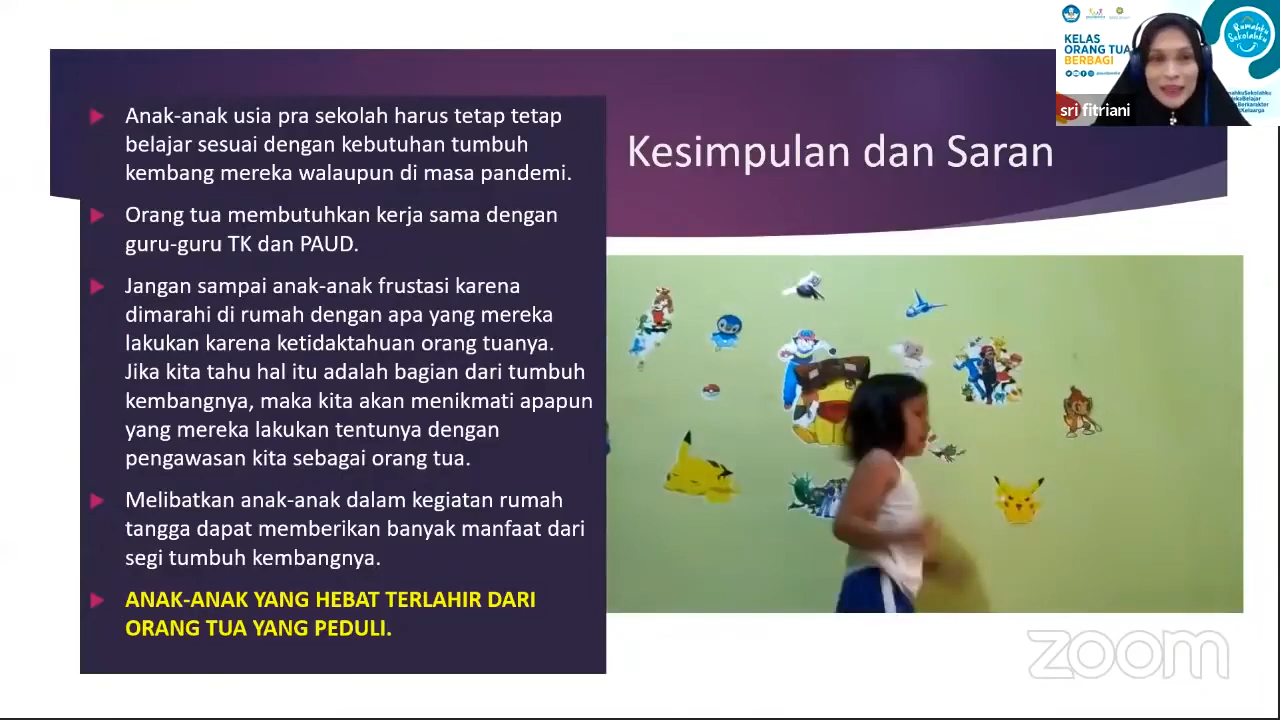 Anak-anak usia pra sekolah harus tetap tetap
belajar sesuai dengan kebutuhan tumbuh
kembang mereka walaupun di masa pandemi.
Orang tua membutuhkan kerja sama dengan
guru-guru TK dan PAUD.
Jangan sampai anak-anak frustasi karena
dimarahi di rumah dengan apa yang mereka
lakukan karena ketidaktahuan orang tuanya.
Jika kita tahu hal itu adalah bagian dari tumbuh
kembangnya, maka kita akan menikmati apapun
yang mereka lakukan tentunya dengan
pengawasan kita sebagai orang tua.
Melibatkan anak-anak dalam kegiatan rumah
tangga dapat memberikan banyak manfaat dari
segi tumbuh kembangnya.
ANAK-ANAK YANG HEBAT TERLAHIR DARI
ORANG TUA YANG PEDULI.
Kesimpulan dan Saran
KELAS
ORANG TUA
BERBAGI
Rumahku
Sekolahku
sri fitriani
zoom